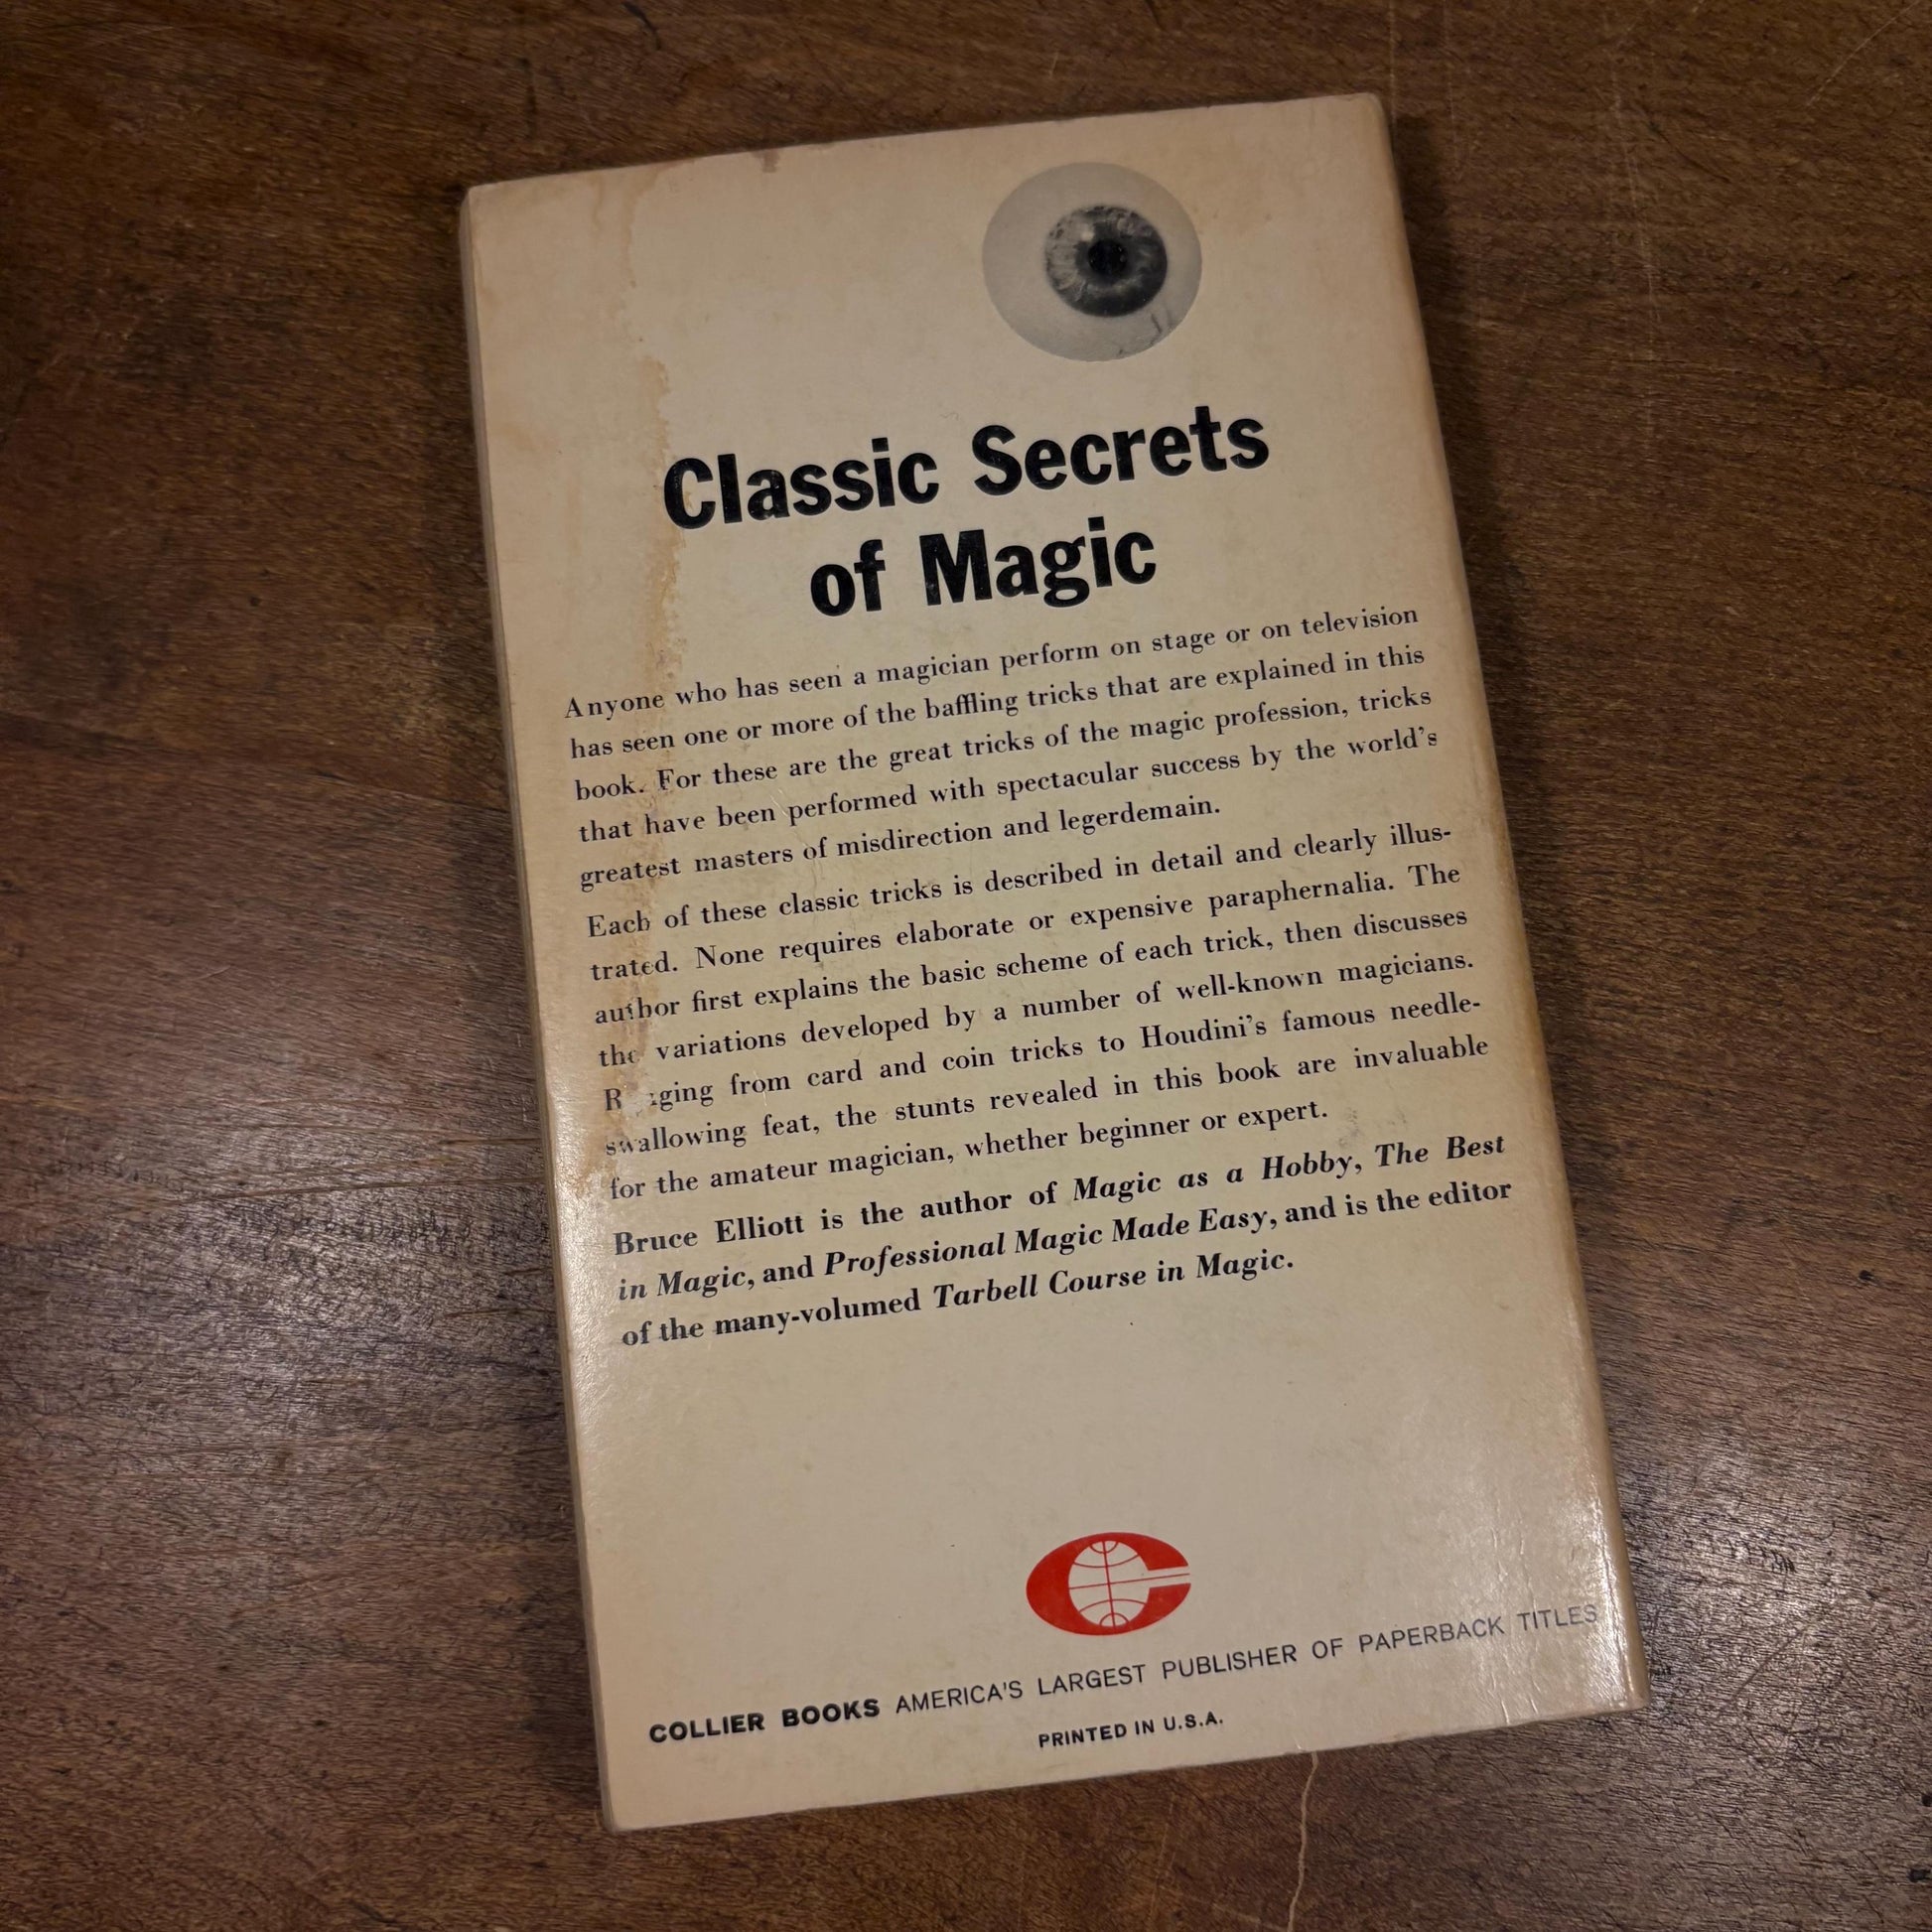 Classic Secrets
of Magic
Anyone who has seen a magician perform on stage or on television
has seen one or more of the baffling tricks that are explained in this
book. For these are the great tricks of the magic profession, tricks
that have been performed with spectacular success by the world's
greatest masters of misdirection and legerdemain.
Each of these classic tricks is described in detail and clearly illus-
trated. None requires elaborate or expensive paraphernalia. The
author first explains the basic scheme of each trick, then discusses
the variations developed by a number of well-known magicians.
Ranging from card and coin tricks to Houdini's famous needle-
swallowing feat, the stunts revealed in this book are invaluable
for the amateur magician, whether beginner or expert.
Bruce Elliott is the author of Magic as a Hobby, The Best
in Magic, and Professional Magic Made Easy, and is the editor
of the many-volumed Tarbell Course in Magic.
COLLIER BOOKS AMERICA'S LARGEST PUBLISHER OF PAPERBACK TITLES
PRINTED IN U.S.A.